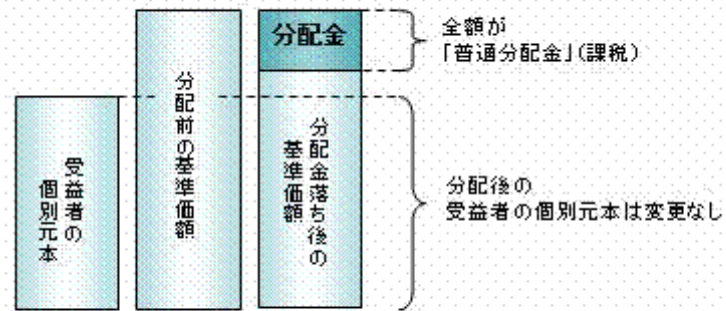 受益者の
個別元本
分配前の基準価額
分配金
分配金落ち後の
基準価額
全額が
「普通分配金」(課税)
分配後の
受益者の個別元本は変更なし